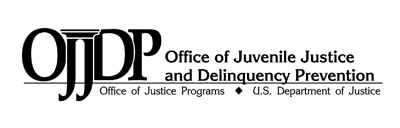 OJJDP
Office of Juvenile Justice
and Delinquency Prevention
Office of Justice Programs ◆ U.S. Department of Justice